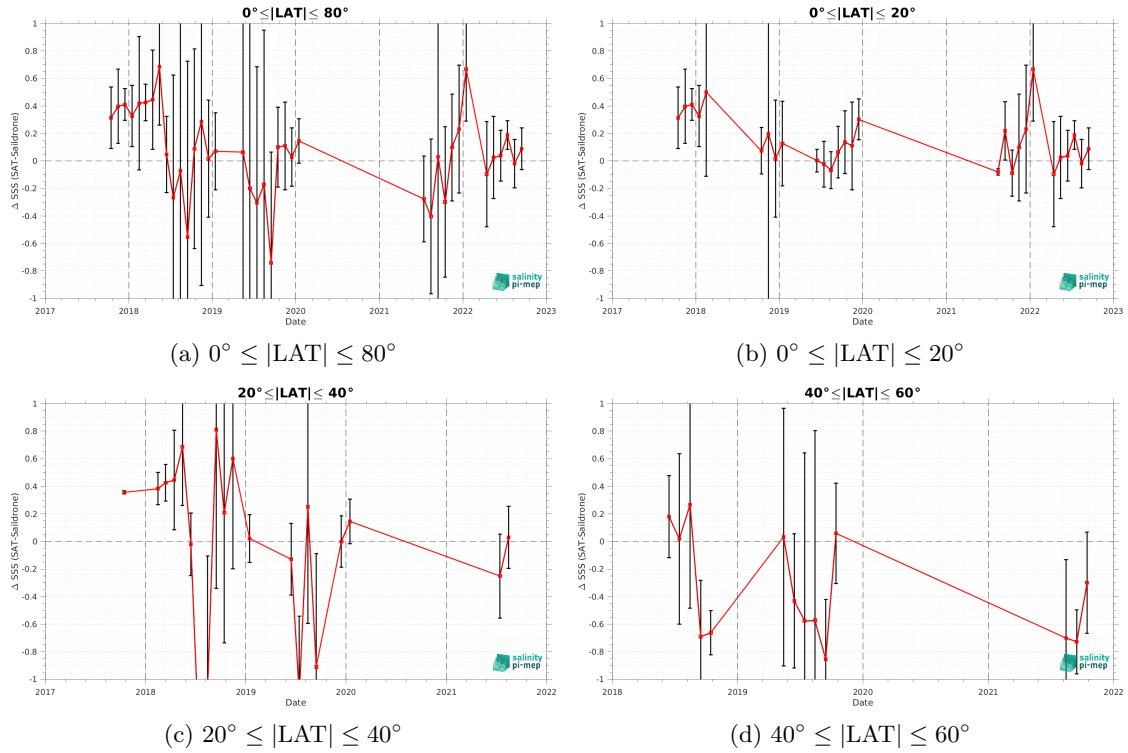 0°≤|LAT|≤ 80°
Δ SSS (SAT-Saildrone)
1
0.8
0.6
0.4
0.2
0
-0.2
-0.4
-0.6
-0.8
-1
salinity
pi-mep
2017 2018 2019 2020 2021 2022 2023
Date
(a) 0° ≤ |LAT| ≤ 80°
0°≤|LAT|≤ 20°
Δ SSS (SAT-Saildrone)
1
0.8
0.6
0.4
0.2
0
-0.2
-0.4
-0.6
-0.8
-1
salinity
pi-mep
2017 2018 2019 2020 2021 2022 2023
Date
(b) 0° ≤ |LAT| ≤ 20°
20°≤|LAT|≤ 40°
Δ SSS (SAT-Saildrone)
1
0.8
0.6
0.4
0.2
0
-0.2
-0.4
-0.6
-0.8
-1
salinity
pi-mep
2017 2018 2019 2020 2021 2022
Date
(c) 20° ≤ |LAT| ≤ 40°
40°≤|LAT|≤ 60°
Δ SSS (SAT-Saildrone)
1
0.8
0.6
0.4
0.2
0
-0.2
-0.4
-0.6
-0.8
-1
salinity
pi-mep
2018 2019 2020 2021 2022
Date
(d) 40° ≤ |LAT| ≤ 60°